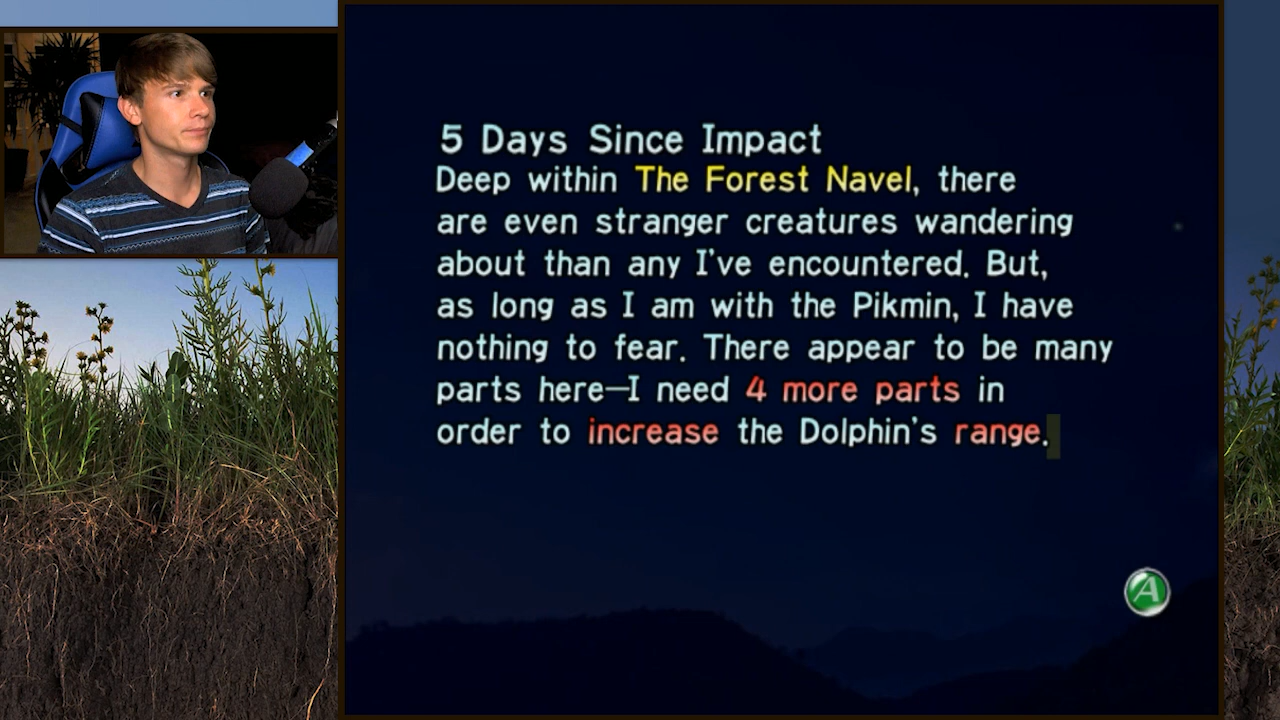 5 Days Since Impact
Deep within The Forest Navel, there
are even stranger creatures wandering
about than any I've encountered. But,
as long as I am with the Pikmin, I have
nothing to fear. There appear to be many
parts here—I need 4 more parts in
order to increase the Dolphin's range.
A